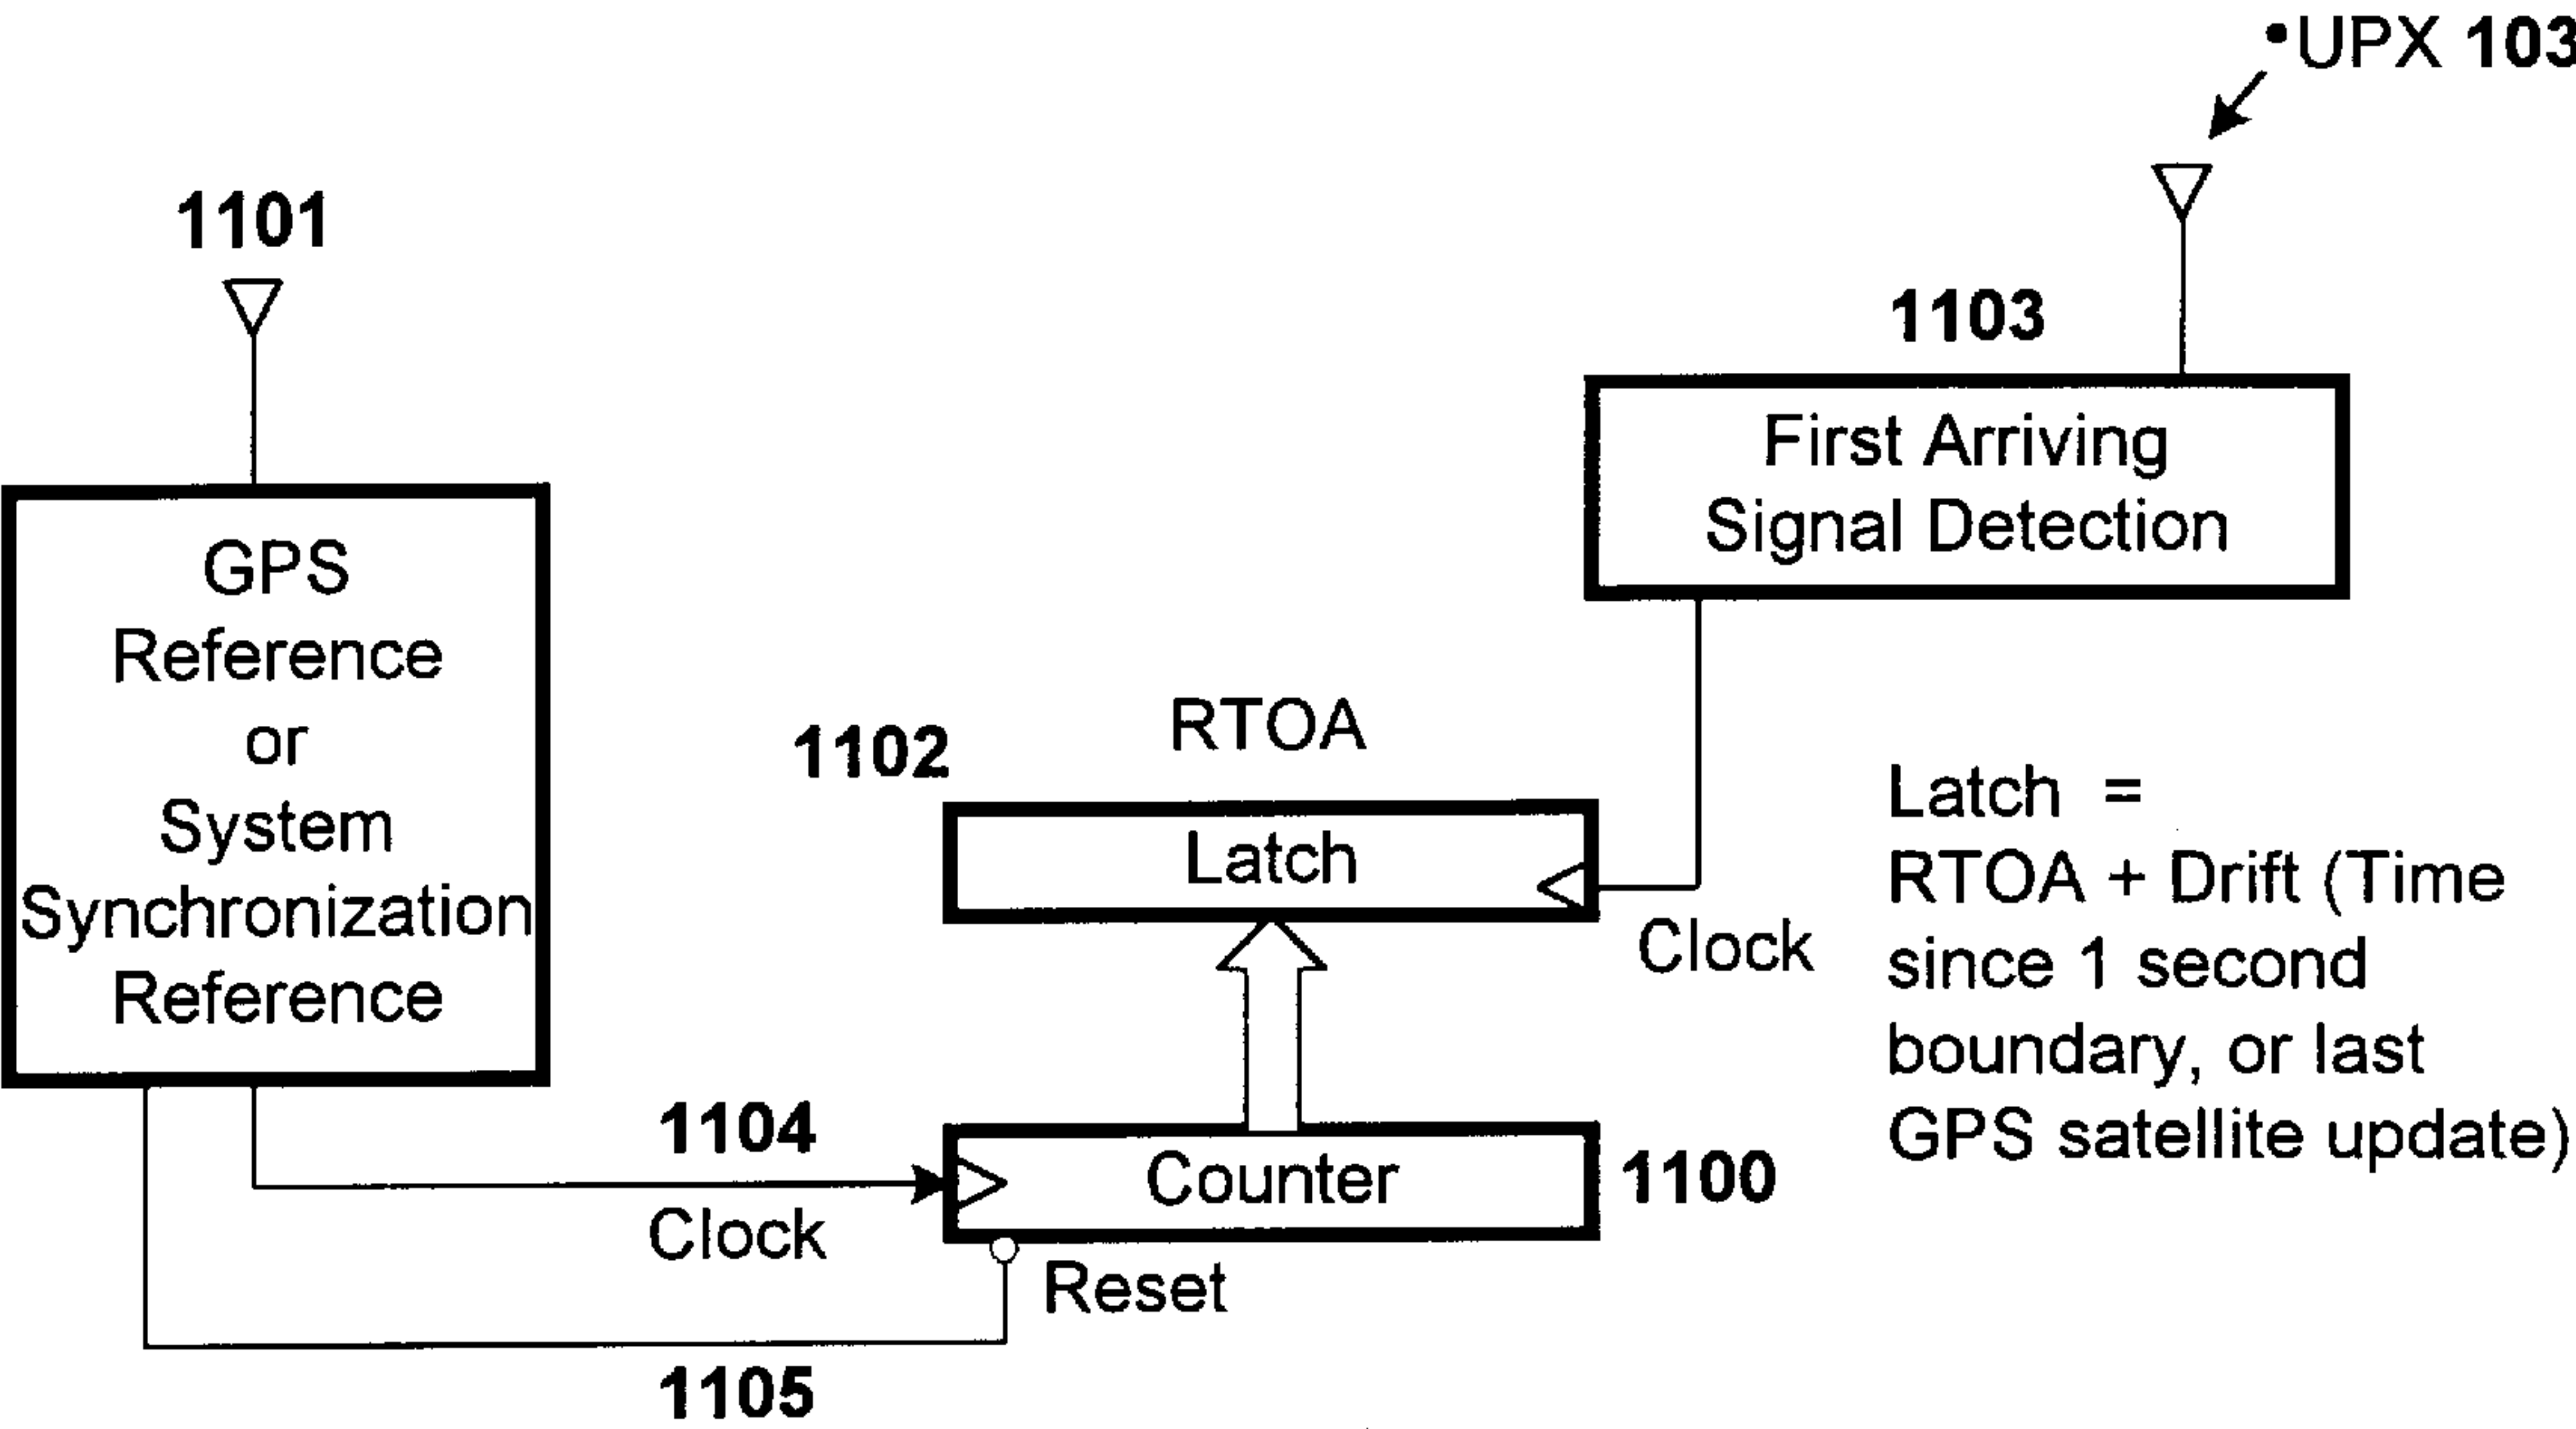 •UPX 103
1101
1103
First Arriving
Signal Detection
GPS
Reference
or
System
Synchronization
Reference
RTOA
1102
Latch
Clock
Latch =
RTOA + Drift (Time
since 1 second
boundary, or last
GPS satellite update)
1104
Clock
Counter
1100
Reset
1105